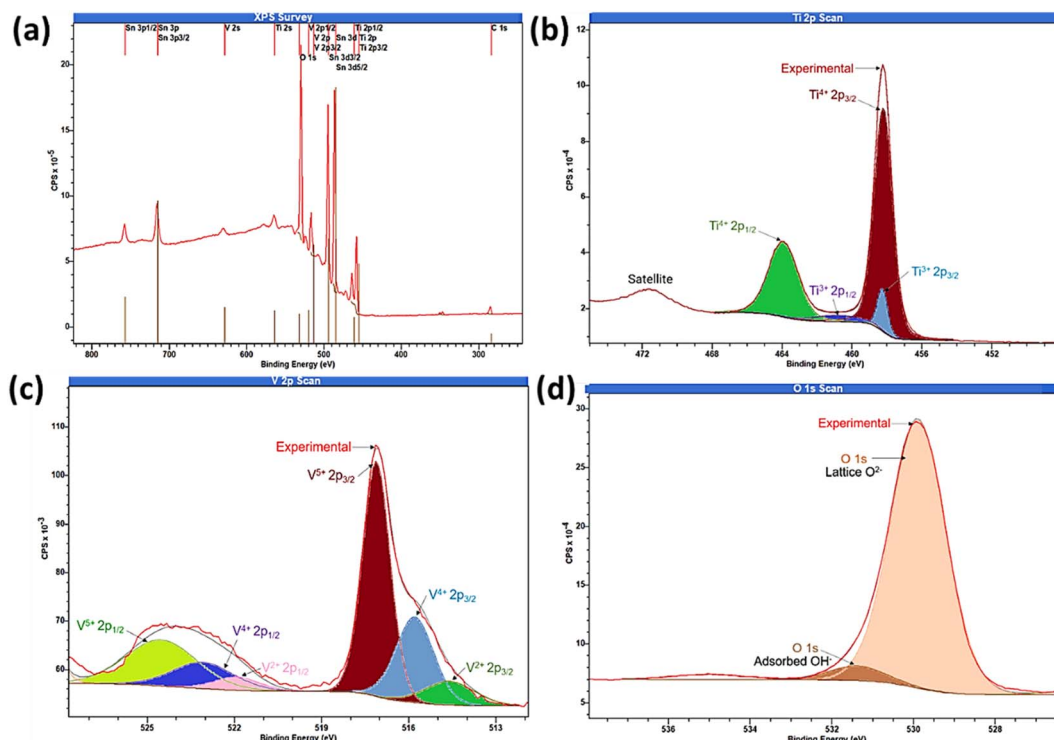 (a)
XPS Survey
Sn 3p1/2 Sn 3p V 2s Ti 2s V 2p1/2 Ti 2p1/2 C 1s
Sn 3p3/2 V 2p Sn 3d Ti 2p
V 2p3/2 Ti 2p3/2
O 1s Sn 3d3/2
Sn 3d5/2
CPS x 10⁻⁵
20
15
10
5
0
800 700 600 500 400 300
Binding Energy (eV)
(b)
Ti 2p Scan
Experimental
Ti⁴⁺ 2p3/2
Ti⁴⁺ 2p1/2
Ti³⁺ 2p3/2
Satellite
Ti³⁺ 2p1/2
CPS x 10⁻⁴
12
10
8
6
4
2
472 468 464 460 456 452
Binding Energy (eV)
(c)
V 2p Scan
Experimental
V⁵⁺ 2p3/2
V⁴⁺ 2p3/2
V⁵⁺ 2p1/2
V⁴⁺ 2p1/2
V²⁺ 2p1/2
V²⁺ 2p3/2
CPS x 10⁻³
110
100
90
80
70
60
525 522 519 516 513
Binding Energy (eV)
(d)
O 1s Scan
Experimental
O 1s
Lattice O²⁻
O 1s
Adsorbed OH⁻
CPS x 10⁻⁴
30
25
20
15
10
5
536 534 532 530 528
Binding Energy (eV)